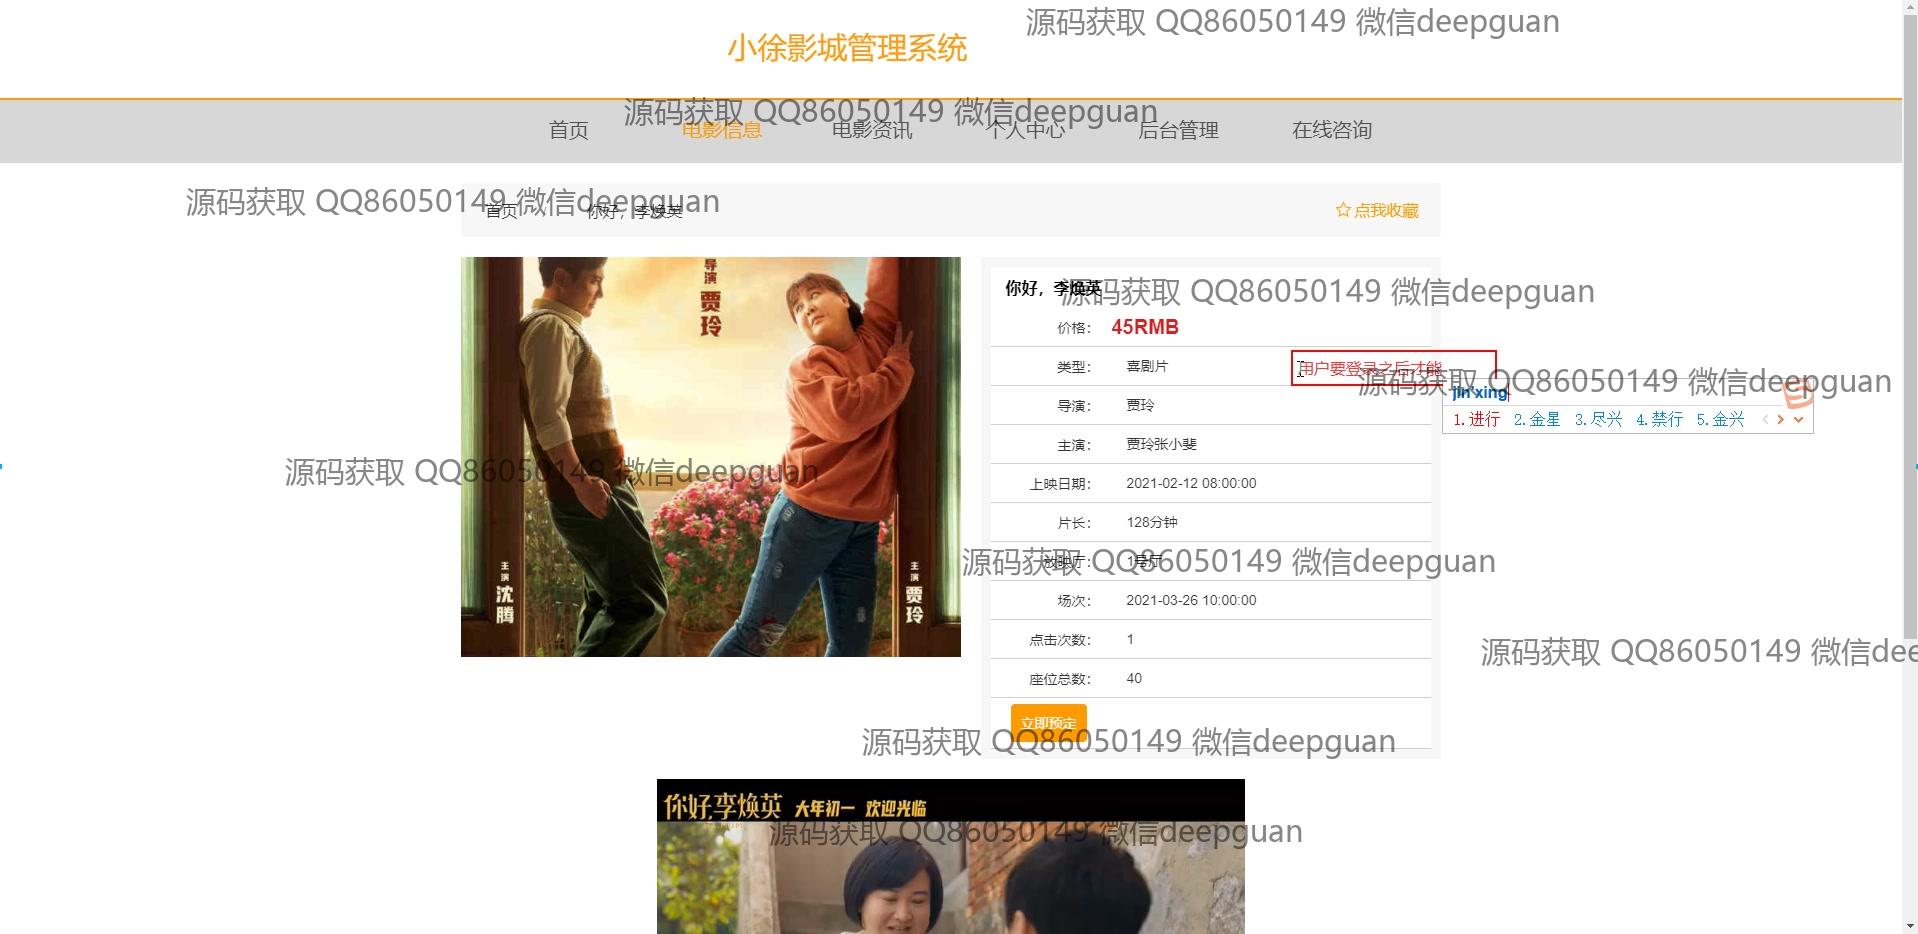 源码获取 QQ86050149 微信deepguan
小徐影城管理系统
源码获取 QQ86050149 微信deepguan
首页 电影信息 电影资讯 个人中心 后台管理 在线咨询
源码获取 QQ86050149 微信deepguan
首页 你好，李焕英 点我收藏
导演
贾玲
你好，李焕英
源码获取 QQ86050149 微信deepguan
价格： 45RMB
类型： 喜剧片
用户要登录之后才能
源码获取 QQ86050149 微信deepguan
jin'xing
1.进行 2.金星 3.尽兴 4.禁行 5.金兴
导演： 贾玲
主演： 贾玲张小斐
源码获取 QQ86050149 微信deepguan
上映日期： 2021-02-12 08:00:00
片长： 128分钟
放映厅： 1号厅
源码获取 QQ86050149 微信deepguan
主演
沈腾
主演
贾玲
场次： 2021-03-26 10:00:00
点击次数： 1
源码获取 QQ86050149 微信dee
座位总数： 40
立即预定
源码获取 QQ86050149 微信deepguan
你好,李焕英 大年初一 欢迎光临
源码获取 QQ86050149 微信deepguan